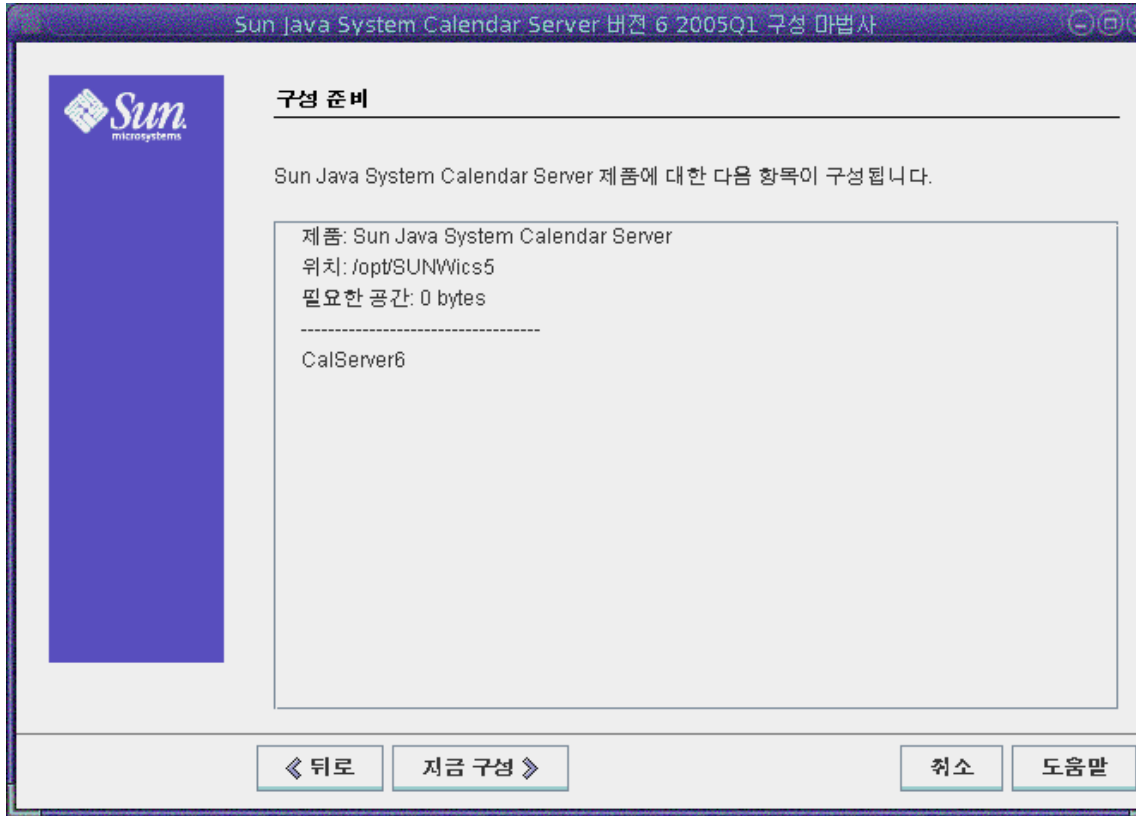 Sun Java System Calendar Server 버전 6 2005Q1 구성 마법사
Sun
microsystems
구성 준비
Sun Java System Calendar Server 제품에 대한 다음 항목이 구성됩니다.
제품: Sun Java System Calendar Server
위치: /opt/SUNWics5
필요한 공간: 0 bytes
-----------------------------------
CalServer6
뒤로
지금 구성
취소
도움말